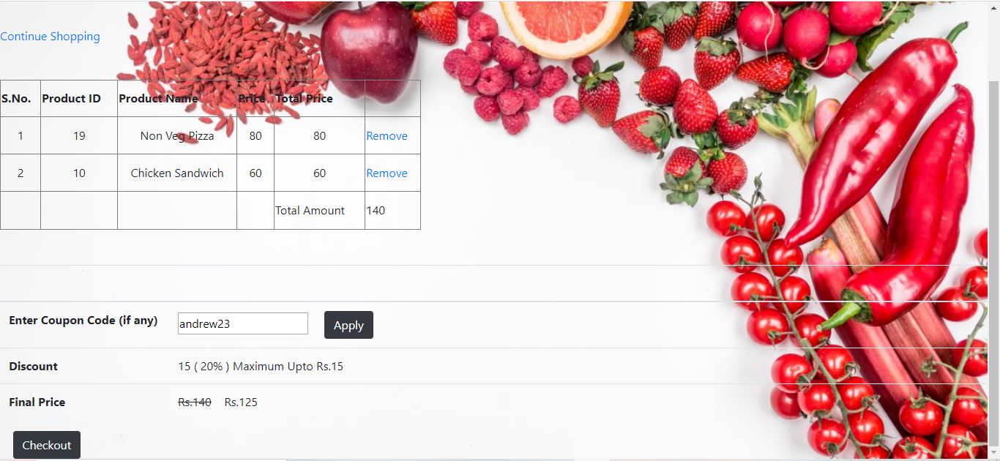 Continue Shopping
S.No. Product ID Product Name Price Total Price
1 19 Non Veg Pizza 80 80 Remove
2 10 Chicken Sandwich 60 60 Remove
Total Amount 140
Enter Coupon Code (if any) andrew23 Apply
Discount 15 ( 20% ) Maximum Upto Rs.15
Final Price Rs.140 Rs.125
Checkout